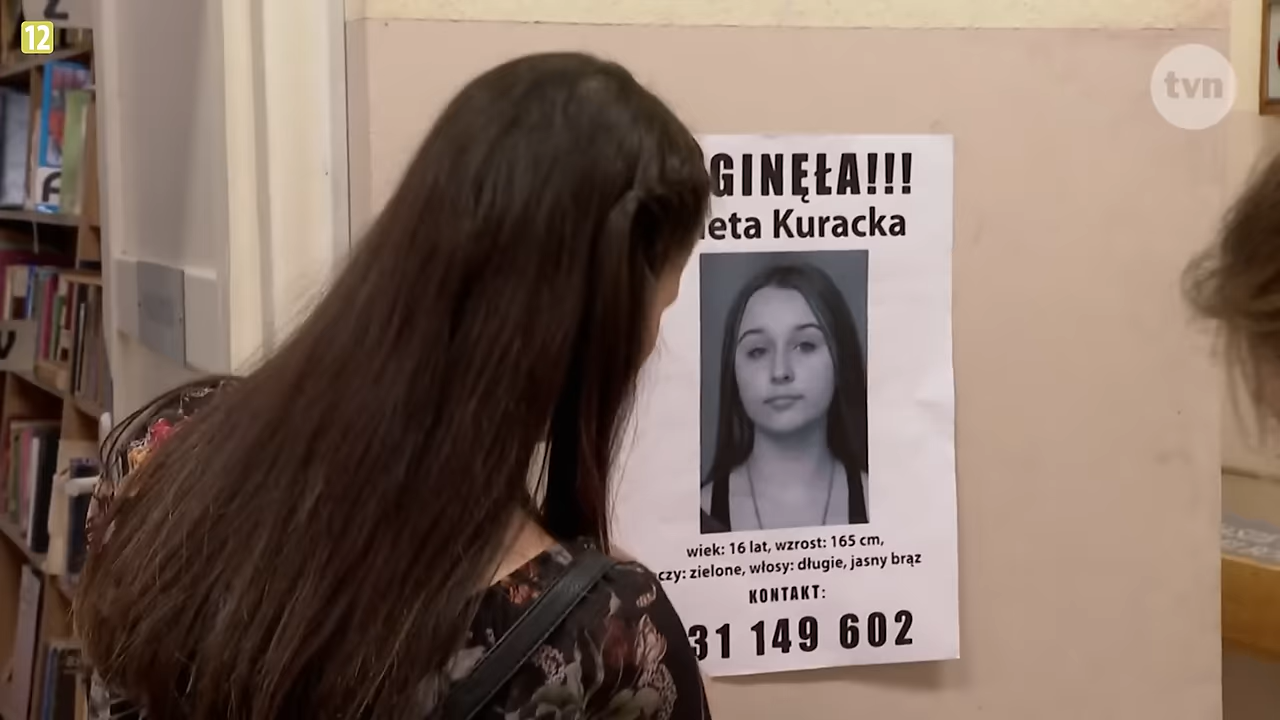 12
tvn
GINĘŁA!!!
ieta Kuracka
wiek: 16 lat, wzrost: 165 cm,
czy: zielone, włosy: długie, jasny brąz
KONTAKT:
31 149 602